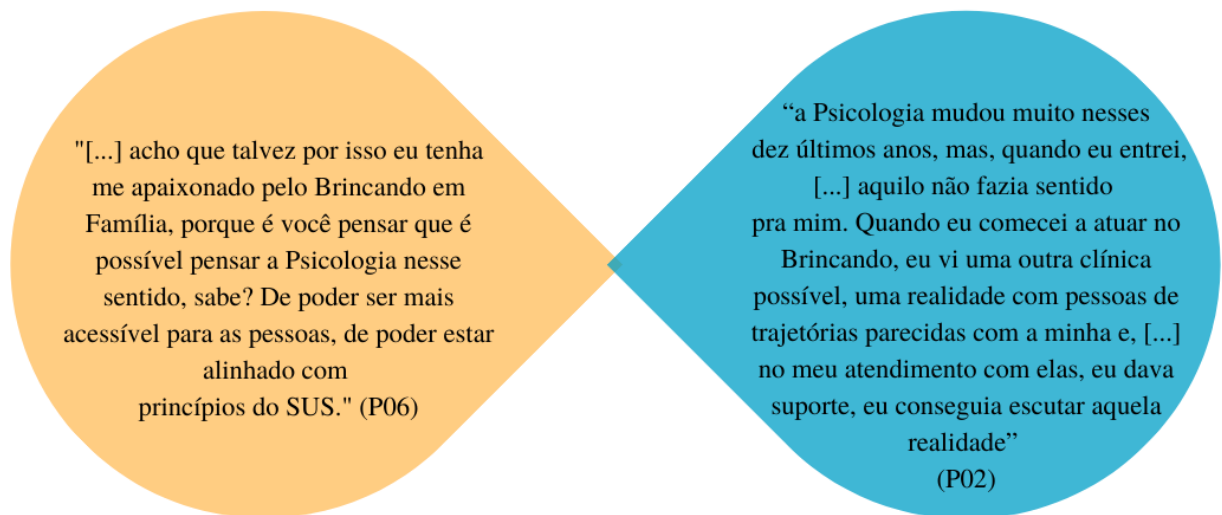 "[...] acho que talvez por isso eu tenha
me apaixonado pelo Brincando em
Família, porque é você pensar que é
possível pensar a Psicologia nesse
sentido, sabe? De poder ser mais
acessível para as pessoas, de poder estar
alinhado com
princípios do SUS." (P06)
“a Psicologia mudou muito nesses
dez últimos anos, mas, quando eu entrei,
[...] aquilo não fazia sentido
pra mim. Quando eu comecei a atuar no
Brincando, eu vi uma outra clínica
possível, uma realidade com pessoas de
trajetórias parecidas com a minha e, [...]
no meu atendimento com elas, eu dava
suporte, eu conseguia escutar aquela
realidade”
(P02)